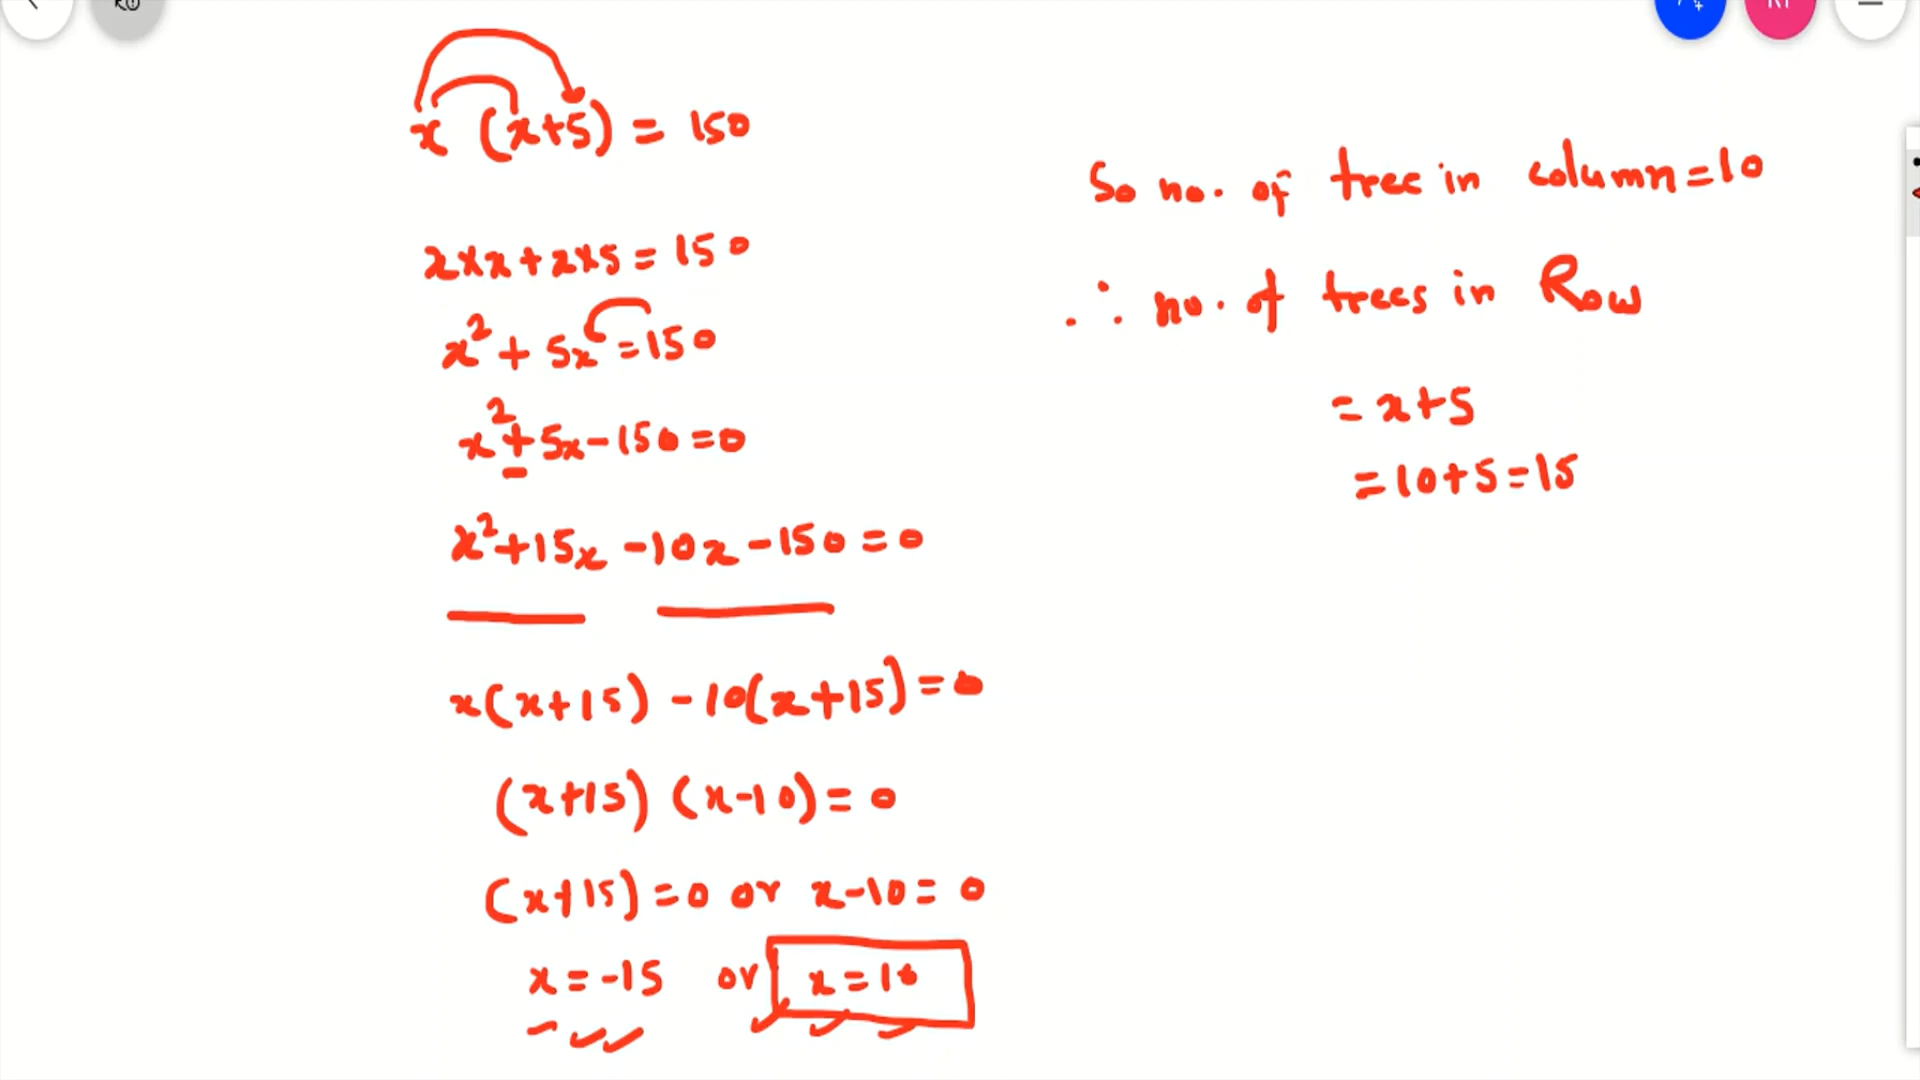 x (x+5) = 150
x×x + x×5 = 150
x² + 5x = 150
x² + 5x - 150 = 0
x² + 15x - 10x - 150 = 0
x(x+15) - 10(x+15) = 0
(x+15) (x-10) = 0
(x+15) = 0 or x-10 = 0
x = -15 or x = 10
So no. of tree in column = 10
∴ no. of trees in Row
= x+5
= 10+5 = 15